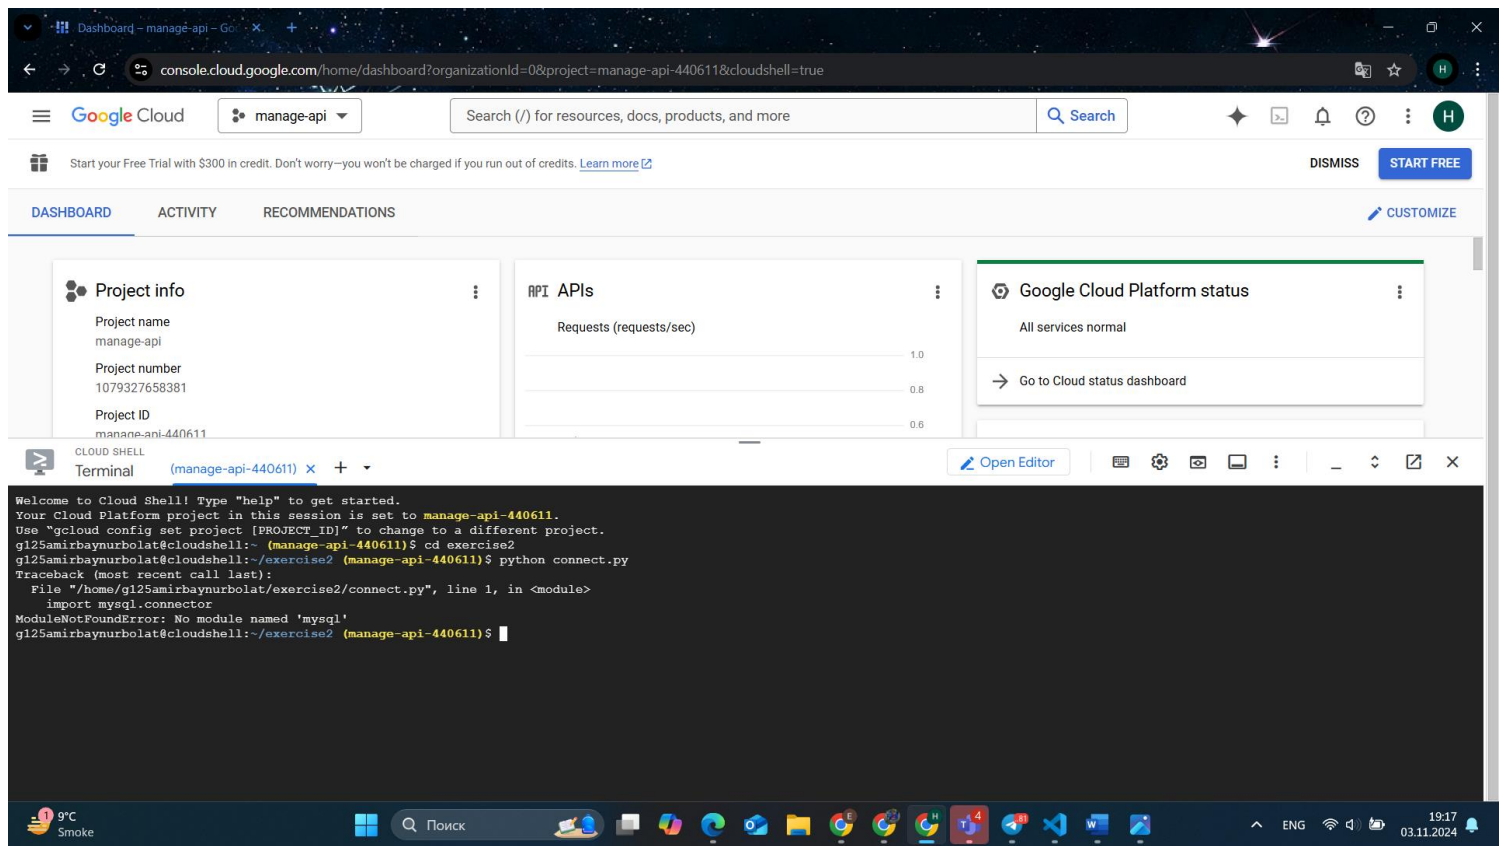 Dashboard – manage-api – Goo
console.cloud.google.com/home/dashboard?organizationId=0&project=manage-api-440611&cloudshell=true
H
Google Cloud
manage-api
Search (/) for resources, docs, products, and more
Search
H
Start your Free Trial with $300 in credit. Don't worry—you won't be charged if you run out of credits. Learn more
DISMISS
START FREE
DASHBOARD
ACTIVITY
RECOMMENDATIONS
CUSTOMIZE
Project info
Project name
manage-api
Project number
1079327658381
Project ID
manage-api-440611
API APIs
Requests (requests/sec)
1.0
0.8
0.6
Google Cloud Platform status
All services normal
Go to Cloud status dashboard
CLOUD SHELL
Terminal
(manage-api-440611)
Open Editor
Welcome to Cloud Shell! Type "help" to get started.
Your Cloud Platform project in this session is set to manage-api-440611.
Use “gcloud config set project [PROJECT_ID]” to change to a different project.
g125amirbaynurbolat@cloudshell:~ (manage-api-440611)$ cd exercise2
g125amirbaynurbolat@cloudshell:~/exercise2 (manage-api-440611)$ python connect.py
Traceback (most recent call last):
File "/home/g125amirbaynurbolat/exercise2/connect.py", line 1, in <module>
import mysql.connector
ModuleNotFoundError: No module named 'mysql'
g125amirbaynurbolat@cloudshell:~/exercise2 (manage-api-440611)$
1
9°C
Smoke
Поиск
4
81
ENG
19:17
03.11.2024